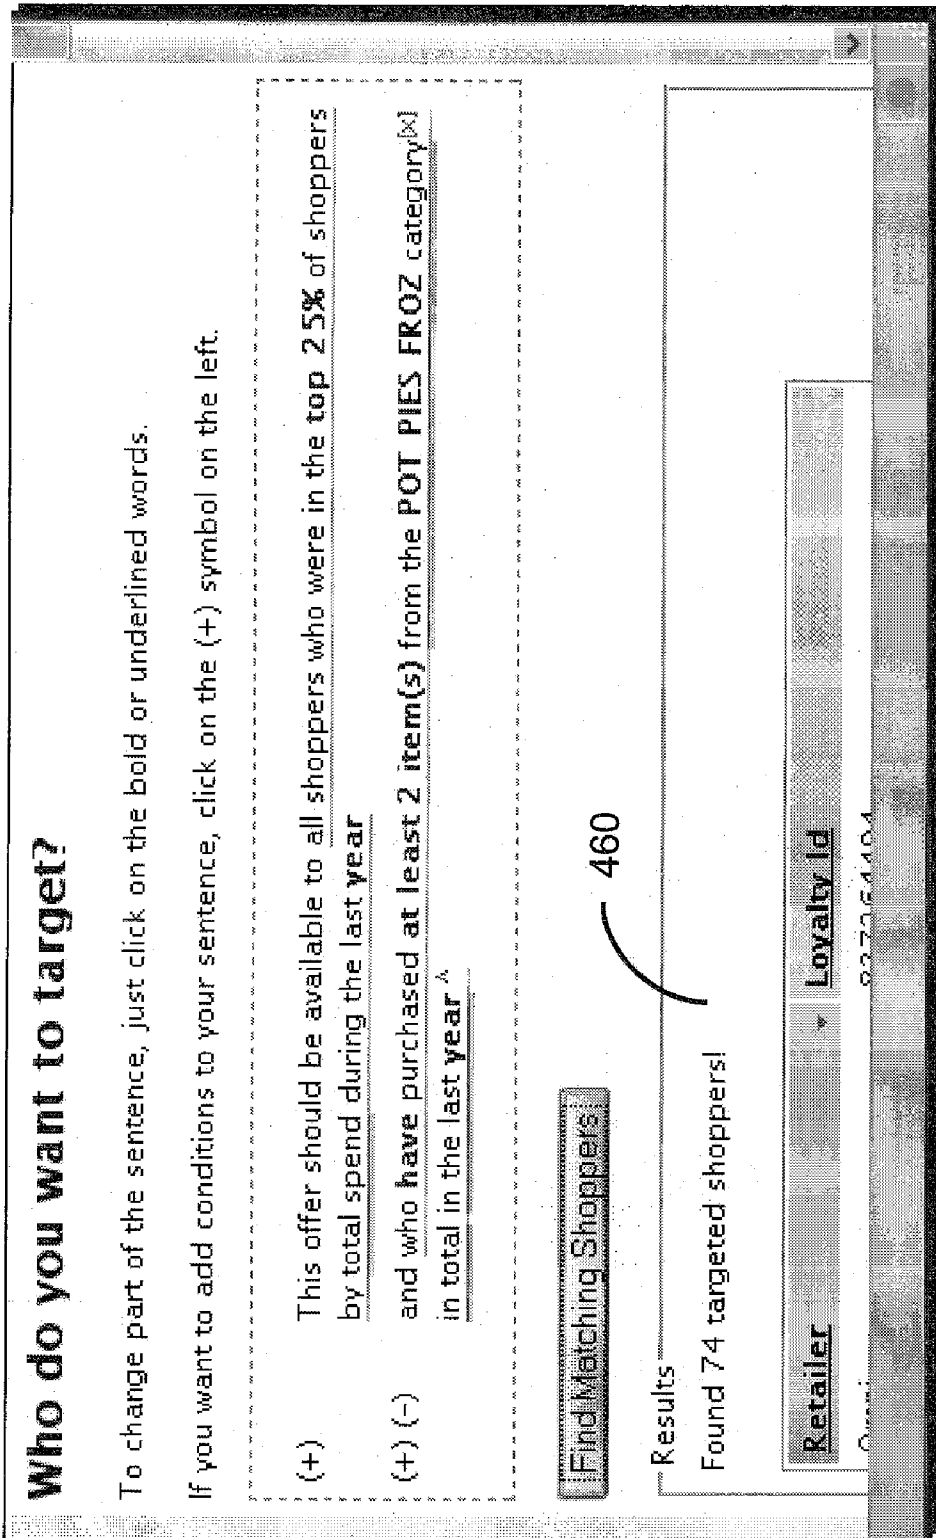 Who do you want to target?
To change part of the sentence, just click on the bold or underlined words.
If you want to add conditions to your sentence, click on the (+) symbol on the left.
(+) This offer should be available to all shoppers who were in the top 25% of shoppers
by total spend during the last year
(+) (-) and who have purchased at least 2 item(s) from the POT PIES FROZ category[x]
in total in the last year ^
Find Matching Shoppers
460
Results
Found 74 targeted shoppers!
Retailer Loyalty Id